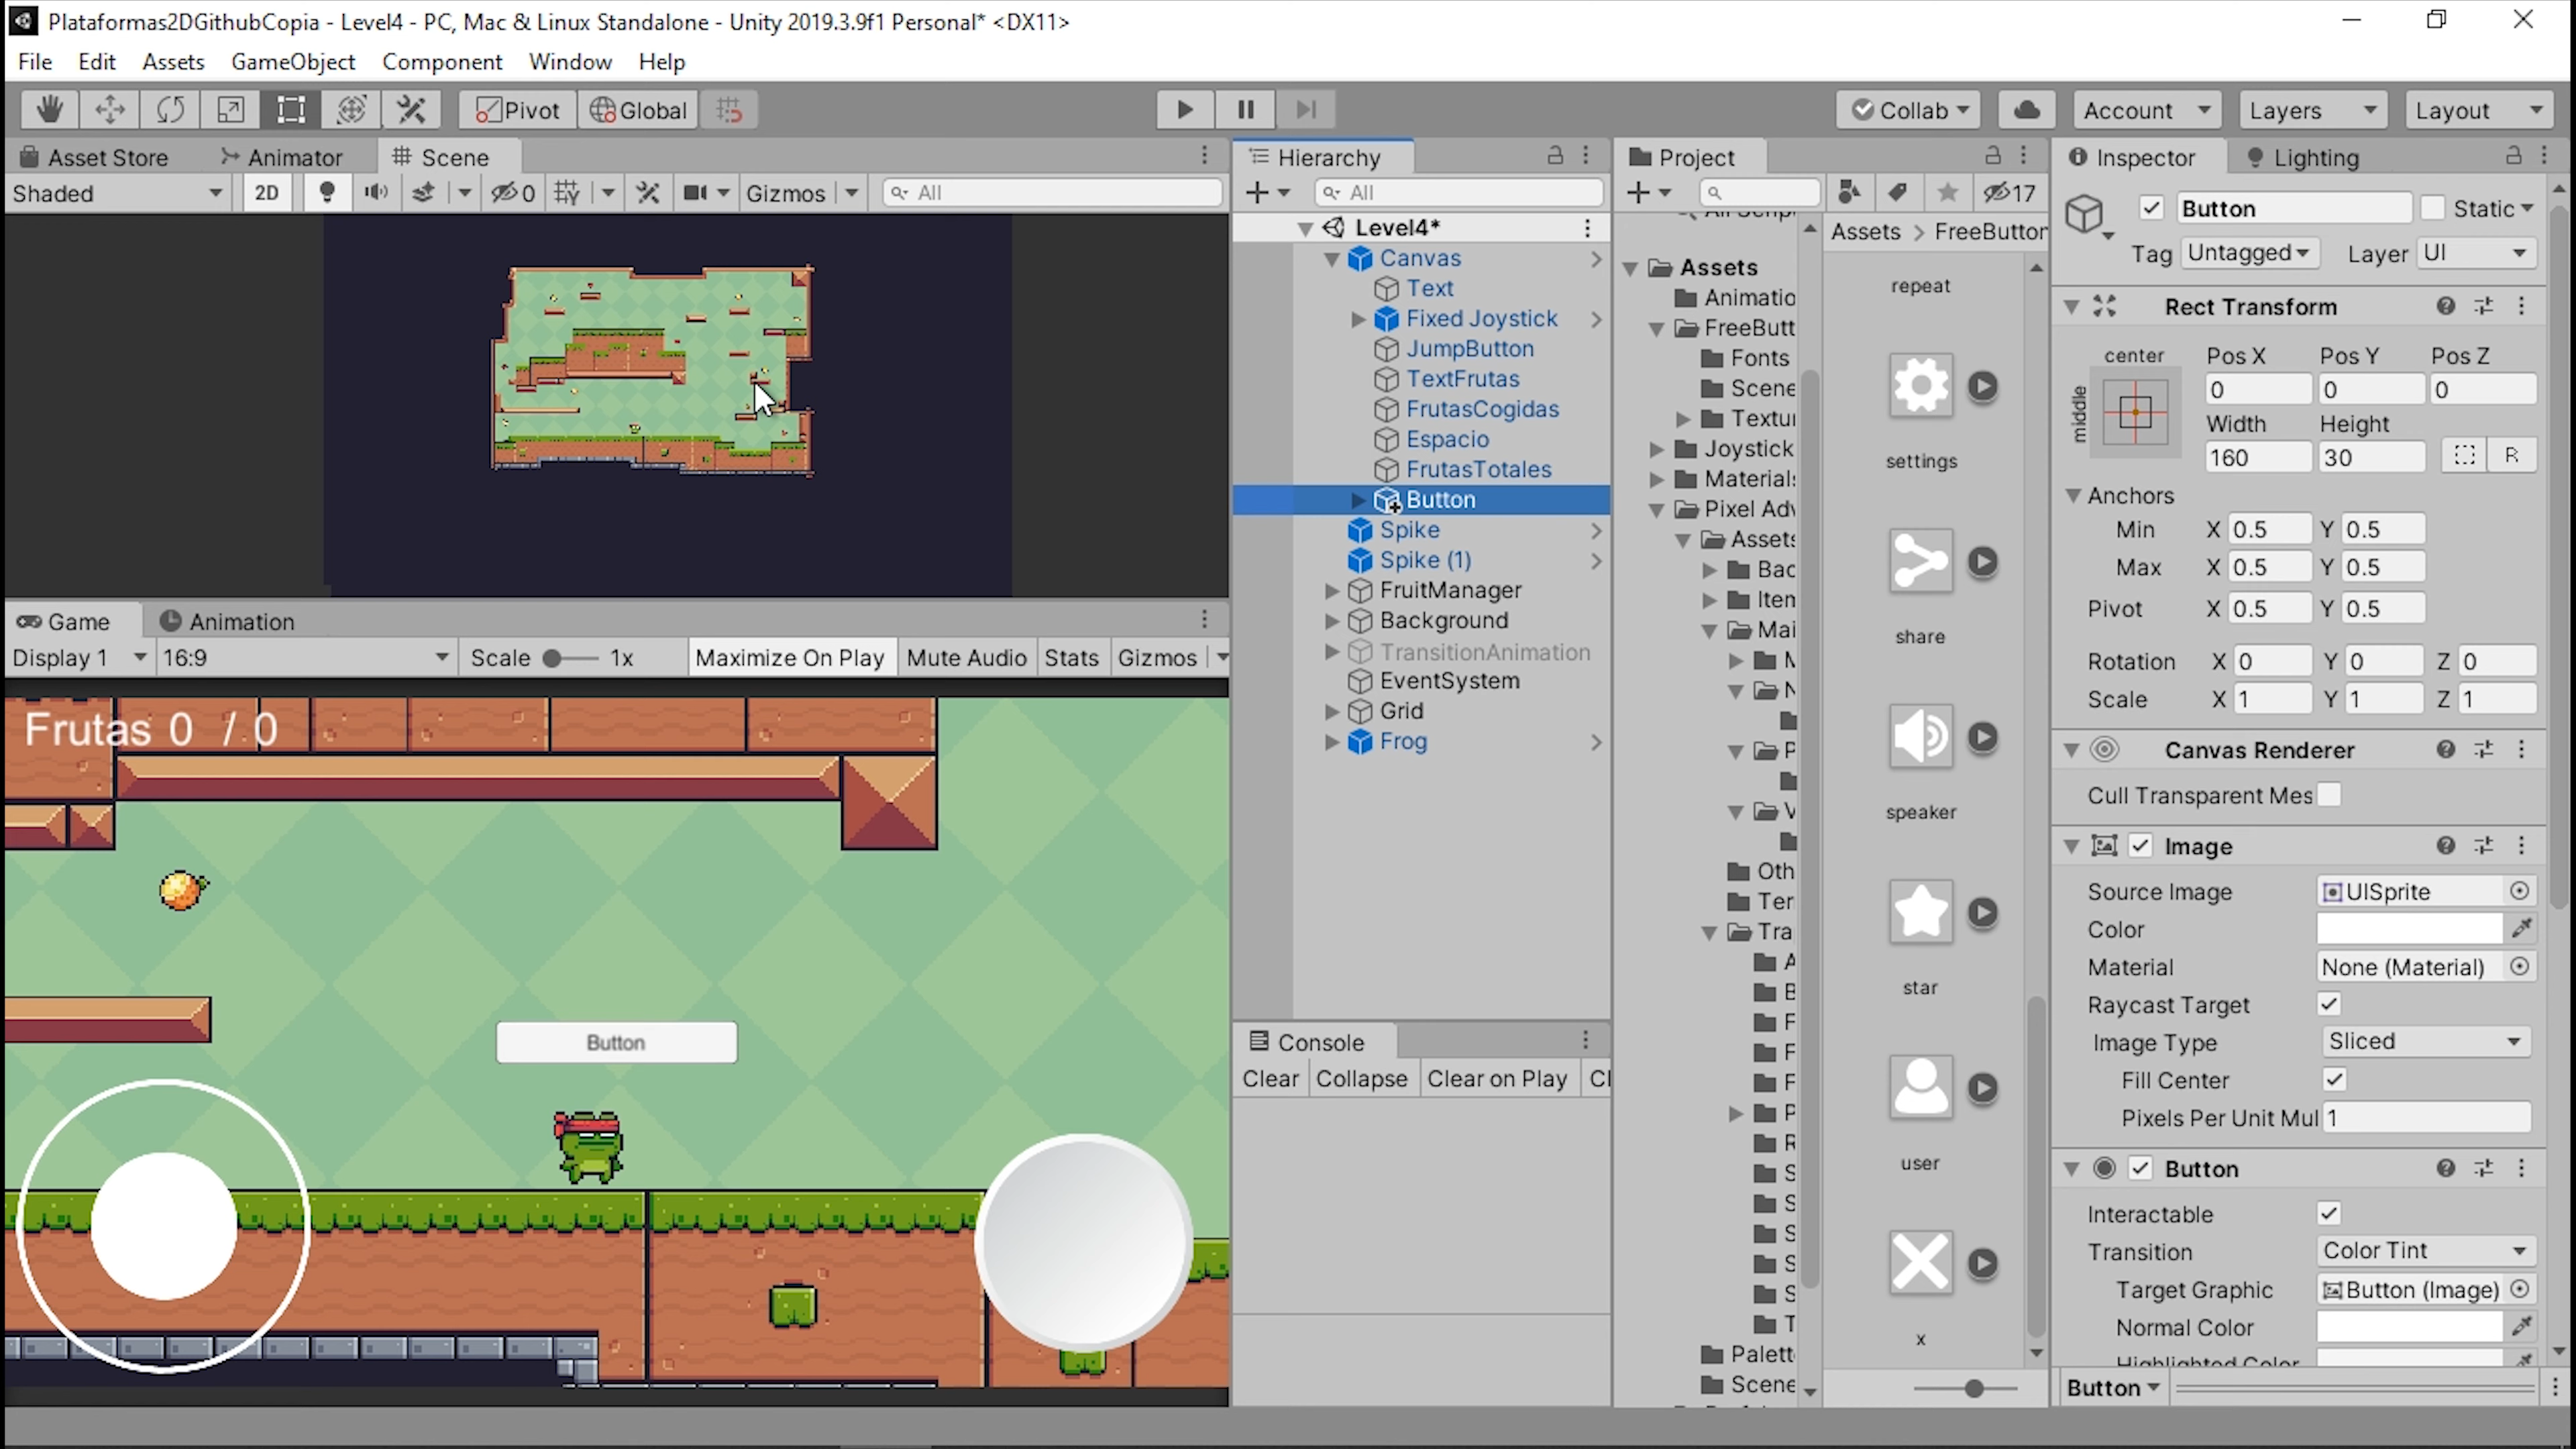 Plataformas2DGithubCopia - Level4 - PC, Mac & Linux Standalone - Unity 2019.3.9f1 Personal* <DX11>
File Edit Assets GameObject Component Window Help
Pivot Global Collab Account Layers Layout
Asset Store Animator Scene
Shaded 2D 0 Gizmos All
Game Animation
Display 1 16:9 Scale 1x Maximize On Play Mute Audio Stats Gizmos
Frutas 0 / 0
Button
Hierarchy
All
Level4*
Canvas
Text
Fixed Joystick
JumpButton
TextFrutas
FrutasCogidas
Espacio
FrutasTotales
Button
Spike
Spike (1)
FruitManager
Background
TransitionAnimation
EventSystem
Grid
Frog
Console
Clear Collapse Clear on Play Cl
Project
17
Assets
Animatio
FreeButt
Fonts
Scene
Textu
Joystick
Material
Pixel Adv
Assets
Bac
Item
Mai
M
N
P
V
Oth
Ter
Tra
A
B
F
F
F
P
R
S
S
S
S
S
T
Palett
Scene
Assets > FreeButton
repeat
settings
share
speaker
star
user
x
Inspector Lighting
Button Static
Tag Untagged Layer UI
Rect Transform
center
middle
Pos X Pos Y Pos Z
0 0 0
Width Height
160 30 R
Anchors
Min X 0.5 Y 0.5
Max X 0.5 Y 0.5
Pivot X 0.5 Y 0.5
Rotation X 0 Y 0 Z 0
Scale X 1 Y 1 Z 1
Canvas Renderer
Cull Transparent Mes
Image
Source Image UISprite
Color
Material None (Material)
Raycast Target
Image Type Sliced
Fill Center
Pixels Per Unit Mul 1
Button
Interactable
Transition Color Tint
Target Graphic Button (Image)
Normal Color
Highlighted Color
Button